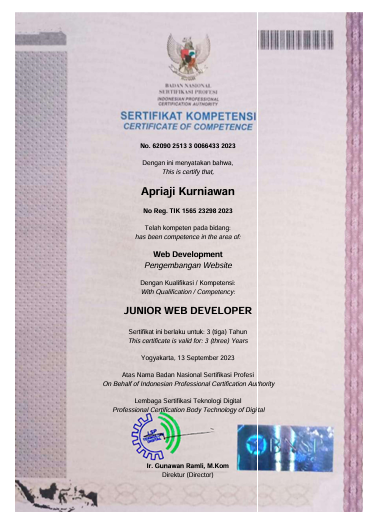 BADAN NASIONAL
SERTIFIKASI PROFESI
INDONESIAN PROFESSIONAL
CERTIFICATION AUTHORITY
SERTIFIKAT KOMPETENSI
CERTIFICATE OF COMPETENCE
No. 62090 2513 3 0066433 2023
Dengan ini menyatakan bahwa,
This is certify that,
Apriaji Kurniawan
No Reg. TIK 1565 23298 2023
Telah kompeten pada bidang:
has been competence in the area of:
Web Development
Pengembangan Website
Dengan Kualifikasi / Kompetensi:
With Qualification / Competency:
JUNIOR WEB DEVELOPER
Sertifikat ini berlaku untuk: 3 (tiga) Tahun
This certificate is valid for: 3 (three) Years
Yogyakarta, 13 September 2023
Atas Nama Badan Nasional Sertifikasi Profesi
On Behalf of Indonesian Professional Certification Authority
Lembaga Sertifikasi Teknologi Digital
Professional Certification Body Technology of Digital
LSP
Ir. Gunawan Ramli, M.Kom
Direktur (Director)